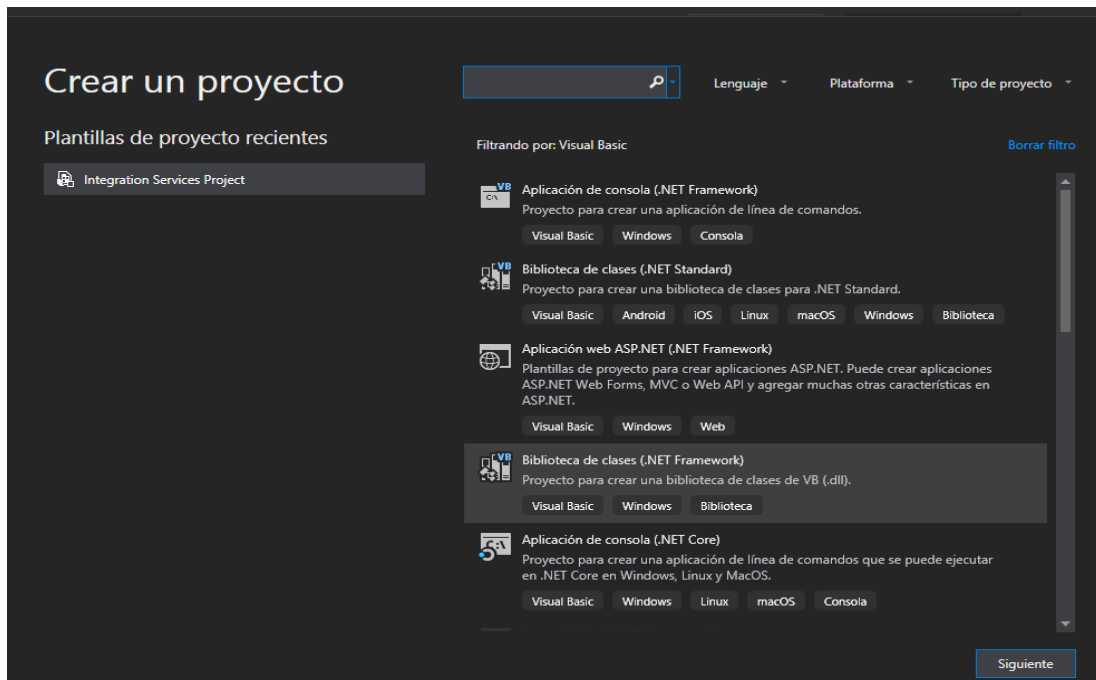 Crear un proyecto
Lenguaje
Plataforma
Tipo de proyecto
Plantillas de proyecto recientes
Integration Services Project
Filtrando por: Visual Basic
Borrar filtro
VB
C:\
Aplicación de consola (.NET Framework)
Proyecto para crear una aplicación de línea de comandos.
Visual Basic Windows Consola
VB
Biblioteca de clases (.NET Standard)
Proyecto para crear una biblioteca de clases para .NET Standard.
Visual Basic Android iOS Linux macOS Windows Biblioteca
Aplicación web ASP.NET (.NET Framework)
Plantillas de proyecto para crear aplicaciones ASP.NET. Puede crear aplicaciones
ASP.NET Web Forms, MVC o Web API y agregar muchas otras características en
ASP.NET.
Visual Basic Windows Web
VB
Biblioteca de clases (.NET Framework)
Proyecto para crear una biblioteca de clases de VB (.dll).
Visual Basic Windows Biblioteca
C:\
Aplicación de consola (.NET Core)
Proyecto para crear una aplicación de línea de comandos que se puede ejecutar
en .NET Core en Windows, Linux y MacOS.
Visual Basic Windows Linux macOS Consola
Siguiente